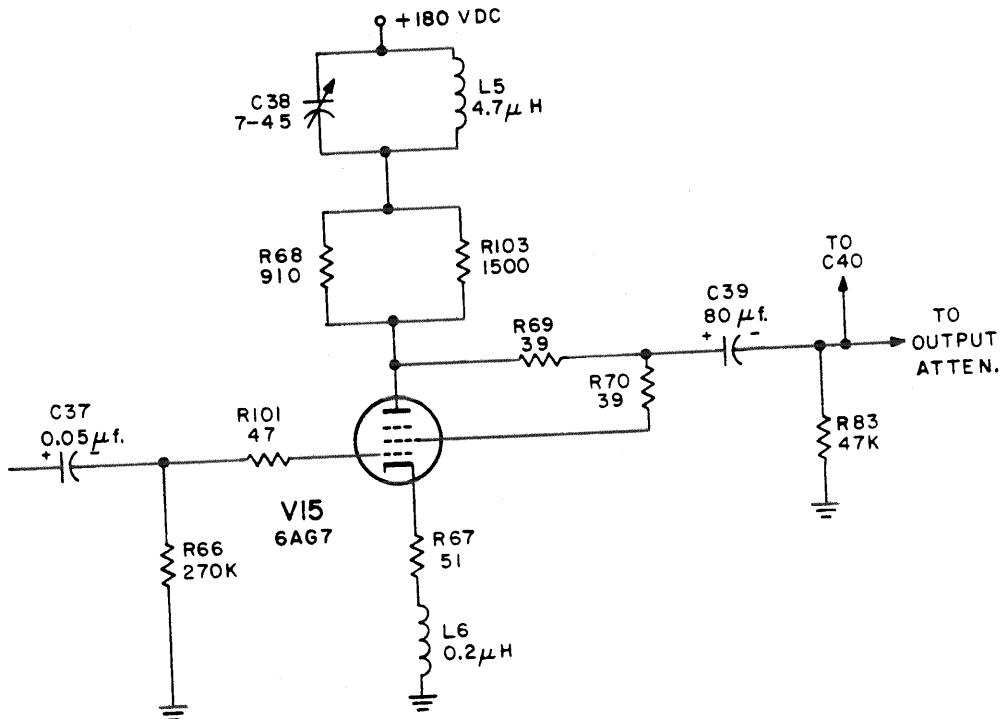 +180 VDC
C38
7-45
L5
4.7μH
R68
910
R103
1500
TO
C40
C39
80 μf.
+ -
TO
OUTPUT
ATTEN.
R69
39
R70
39
C37
0.05μf.
+ -
R101
47
R83
47K
V15
6AG7
R67
51
R66
270K
L6
0.2μH